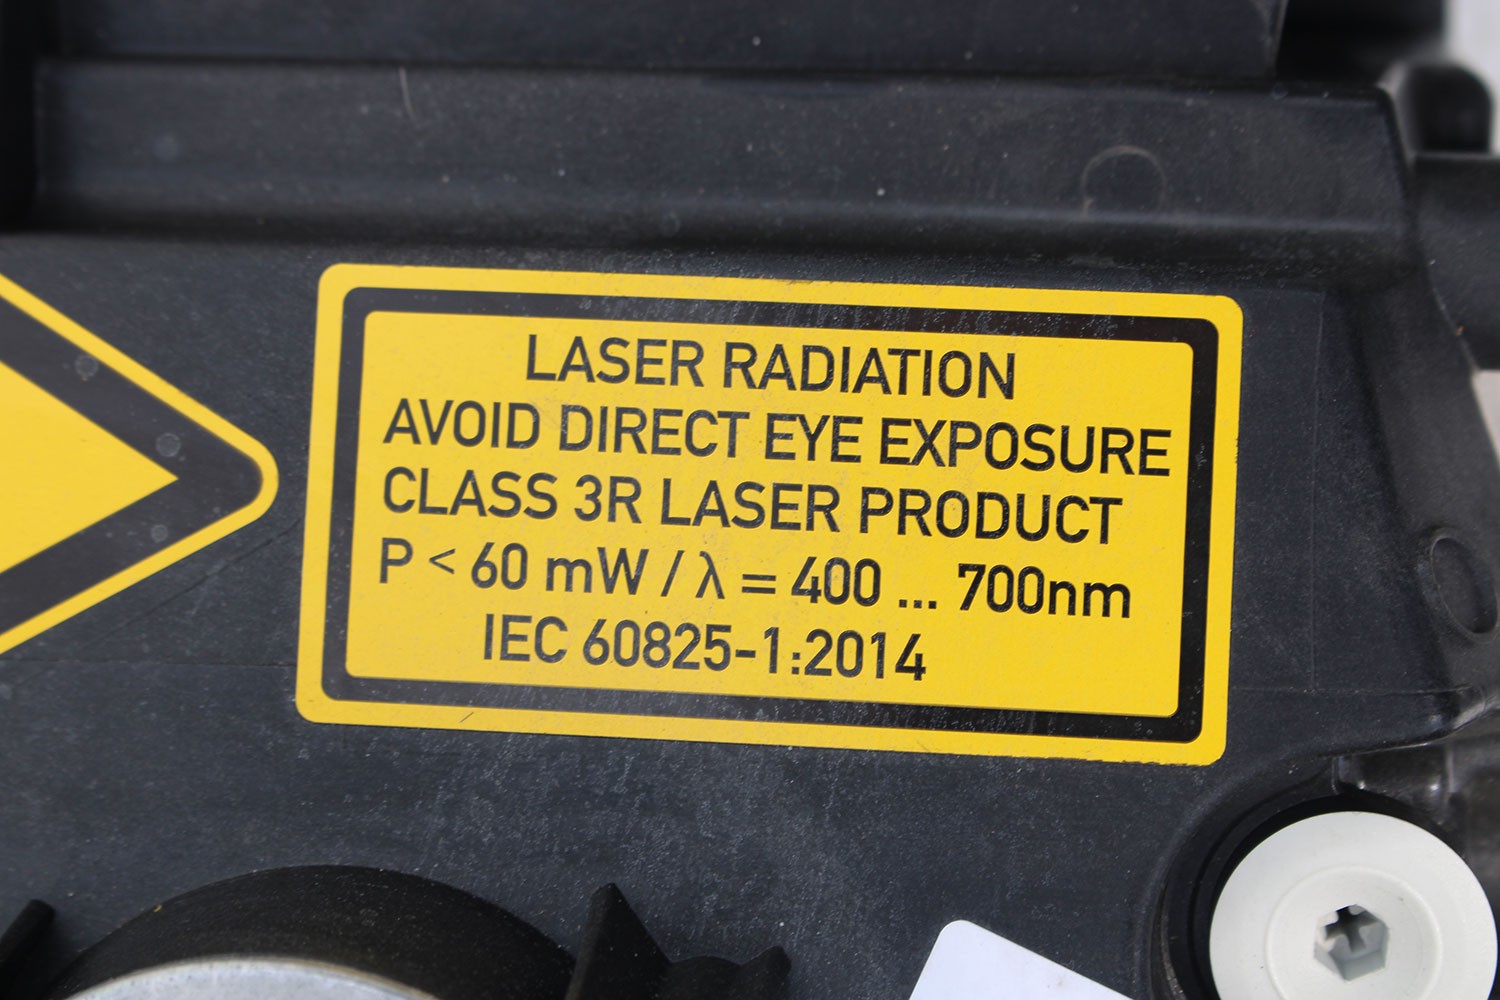 LASER RADIATION
AVOID DIRECT EYE EXPOSURE
CLASS 3R LASER PRODUCT
P < 60 mW / λ = 400 ... 700nm
IEC 60825-1:2014